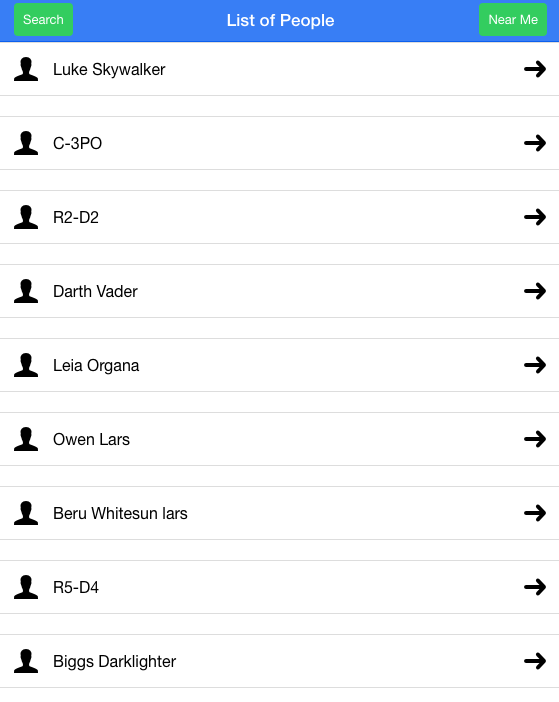 Search
List of People
Near Me
Luke Skywalker
C-3PO
R2-D2
Darth Vader
Leia Organa
Owen Lars
Beru Whitesun lars
R5-D4
Biggs Darklighter